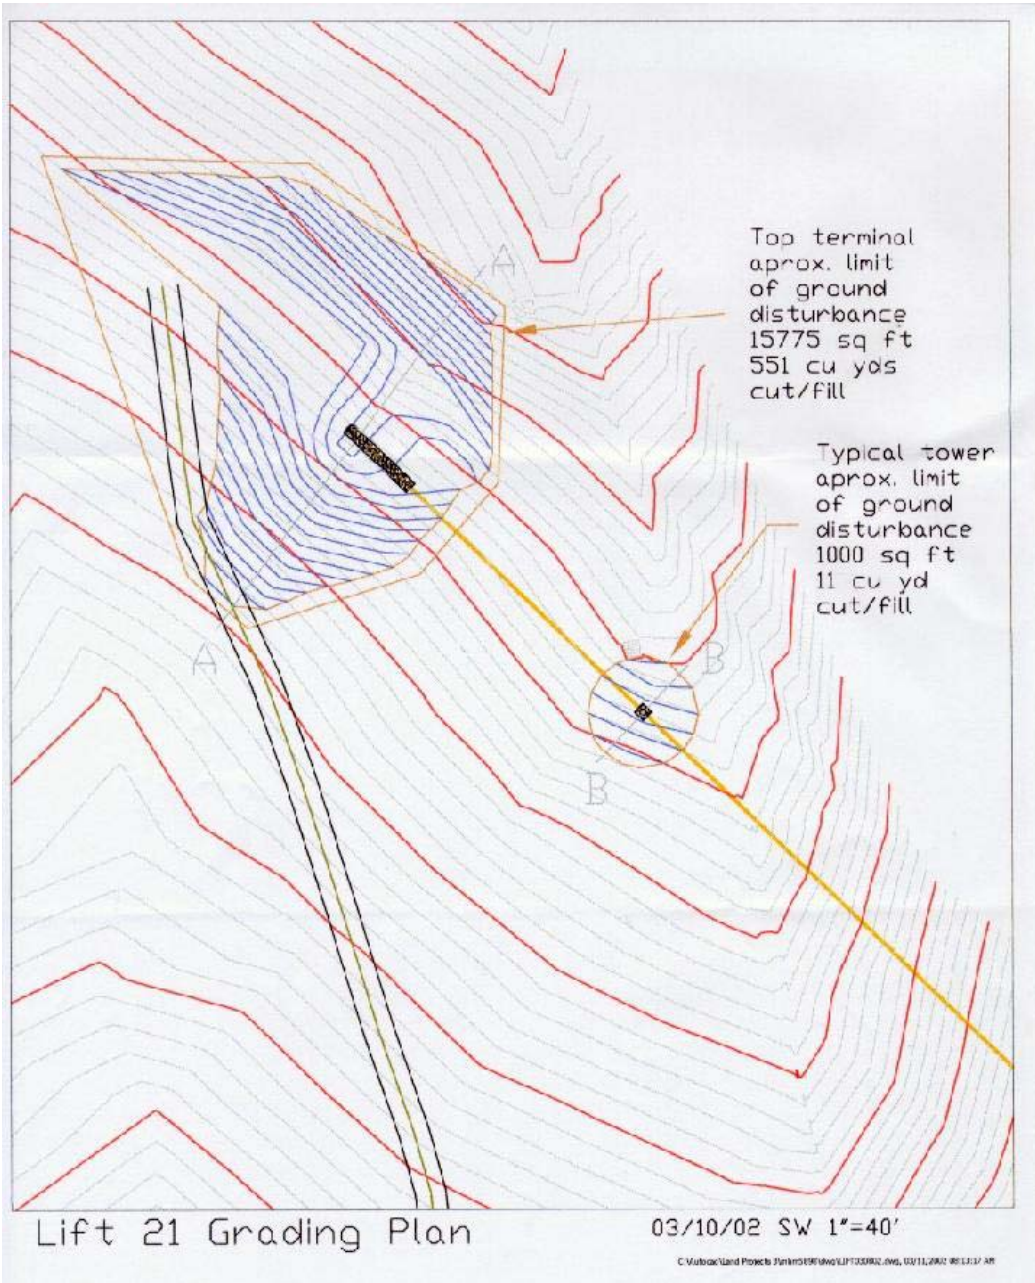 A
Top terminal
aprox. limit
of ground
disturbance
15775 sq ft
551 cu yds
cut/fill
Typical tower
aprox. limit
of ground
disturbance
1000 sq ft
11 cu yd
cut/fill
A
B
B
Lift 21 Grading Plan
03/10/02 SW 1"=40'